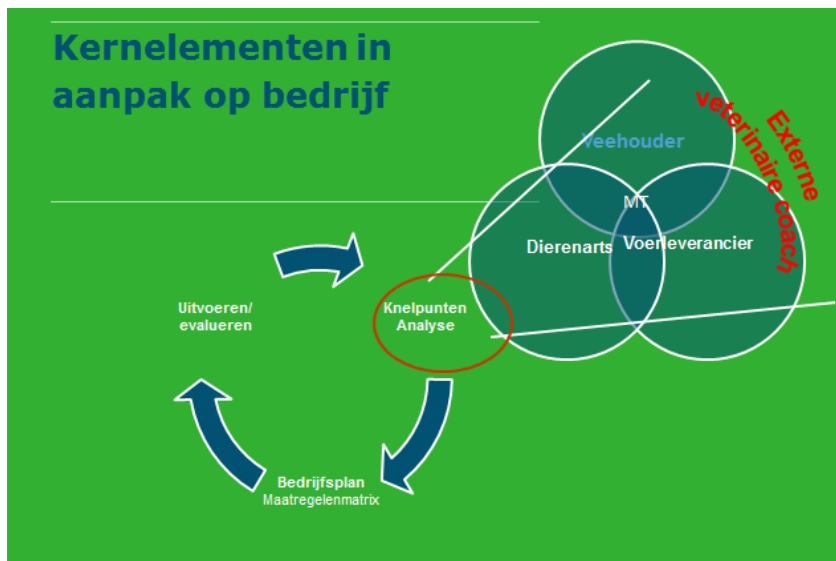 Kernelementen in
aanpak op bedrijf
Externe
veterinaire coach
Veehouder
MT
Dierenarts
Voerleverancier
Uitvoeren/
evalueren
Knelpunten
Analyse
Bedrijfsplan
Maatregelenmatrix